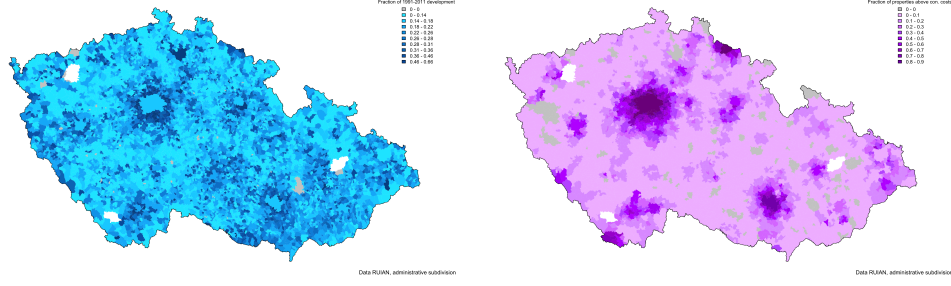 Fraction of 1991-2011 development
0 - 0
0 - 0.14
0.14 - 0.18
0.18 - 0.22
0.22 - 0.26
0.26 - 0.28
0.28 - 0.31
0.31 - 0.36
0.36 - 0.46
0.46 - 0.66
Data RUIAN, administrative subdivision
Fraction of properties above con. costs
0 - 0
0 - 0.1
0.1 - 0.2
0.2 - 0.3
0.3 - 0.4
0.4 - 0.5
0.5 - 0.6
0.6 - 0.7
0.7 - 0.8
0.8 - 0.9
Data RUIAN, administrative subdivision